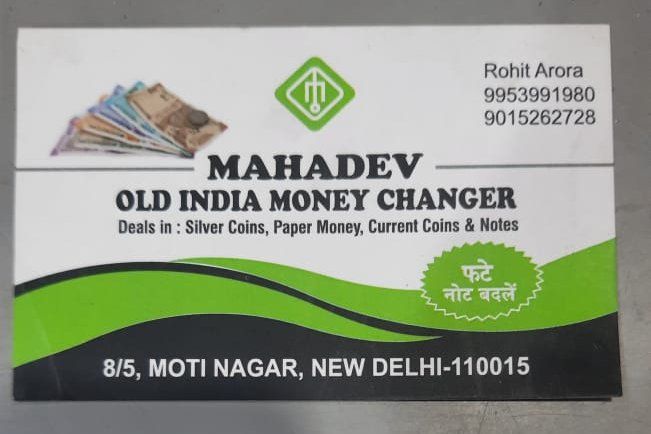 Rohit Arora
9953991980
9015262728
MAHADEV
OLD INDIA MONEY CHANGER
Deals in : Silver Coins, Paper Money, Current Coins & Notes
फटे
नोट बदलें
8/5, MOTI NAGAR, NEW DELHI-110015